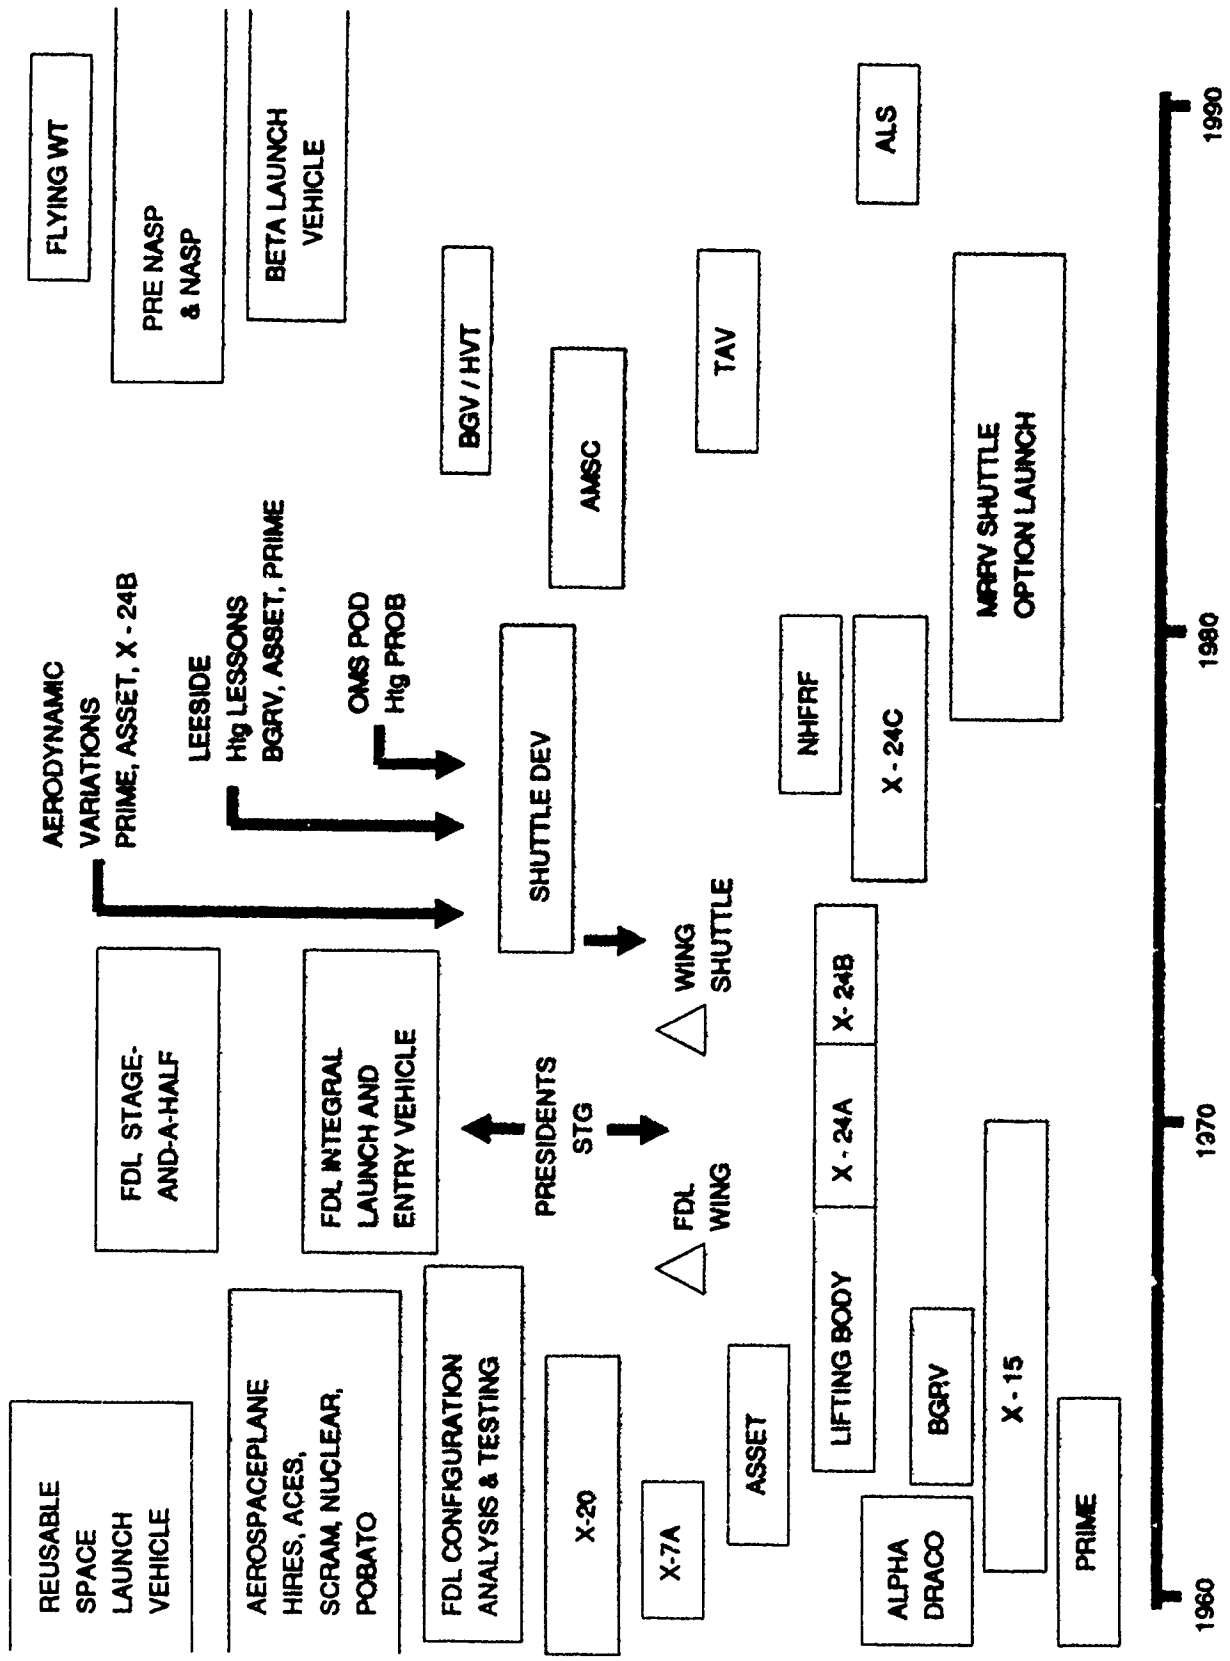 REUSABLE
SPACE
LAUNCH
VEHICLE
FDL STAGE-
AND-A-HALF
AERODYNAMIC
VARIATIONS
PRIME, ASSET, X - 24B
FLYING WT
PRE NASP
& NASP
AEROSPACEPLANE
HIRES, ACES,
SCRAM, NUCLEAR,
POBATO
LEESIDE
Htg LESSONS
BGRV, ASSET, PRIME
BETA LAUNCH
VEHICLE
FDL INTEGRAL
LAUNCH AND
ENTRY VEHICLE
OMS POD
Htg PROB
FDL CONFIGURATION
ANALYSIS & TESTING
BGV / HVT
SHUTTLE DEV
PRESIDENTS
STG
AMSC
X-20
X-7A
FDL
WING
WING
SHUTTLE
TAV
ASSET
NHFRF
LIFTING BODY
X - 24A
X - 24B
X - 24C
ALS
ALPHA
DRACO
BGRV
MRRV SHUTTLE
OPTION LAUNCH
X - 15
PRIME
1960
1970
1980
1990